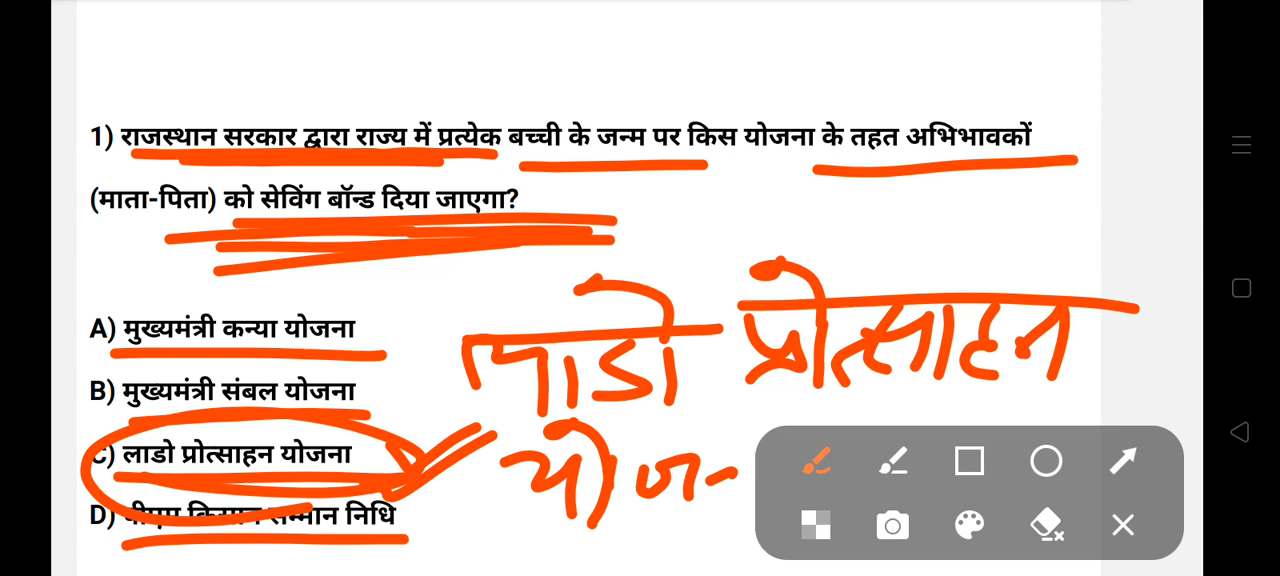 1) राजस्थान सरकार द्वारा राज्य में प्रत्येक बच्ची के जन्म पर किस योजना के तहत अभिभावकों
(माता-पिता) को सेविंग बॉन्ड दिया जाएगा?
A) मुख्यमंत्री कन्या योजना
B) मुख्यमंत्री संबल योजना
C) लाडो प्रोत्साहन योजना
D) पीएम किसान सम्मान निधि
लाडो प्रोत्साहन
योज